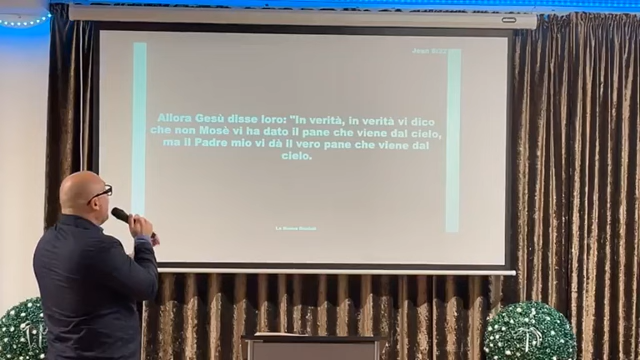 Allora Gesù disse loro: "In verità, in verità vi dico
che non Mosè vi ha dato il pane che viene dal cielo,
ma il Padre mio vi dà il vero pane che viene dal
cielo.